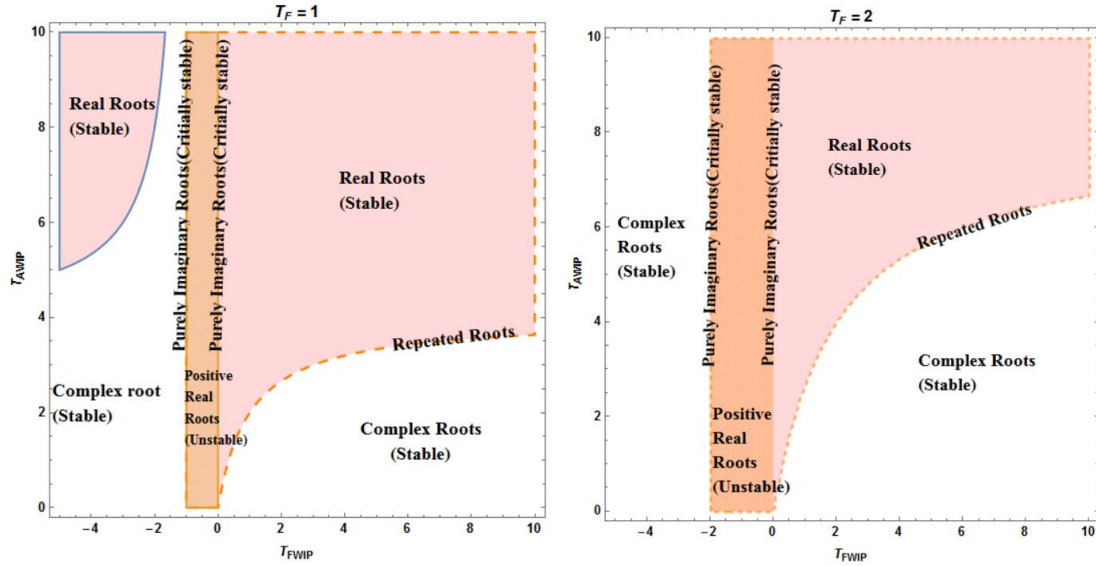 T_F = 1
10
8
6
4
2
0
T_AWIP
Real Roots
(Stable)
Purely Imaginary Roots(Critially stable)
Purely Imaginary Roots(Critially stable)
Real Roots
(Stable)
Repeated Roots
Positive
Real
Roots
(Unstable)
Complex root
(Stable)
Complex Roots
(Stable)
−4 −2 0 2 4 6 8 10
T_FWIP
T_F = 2
10
8
6
4
2
0
T_AWIP
Complex
Roots
(Stable)
Purely Imaginary Roots(Critially stable)
Purely Imaginary Roots(Critially stable)
Real Roots
(Stable)
Repeated Roots
Complex Roots
(Stable)
Positive
Real
Roots
(Unstable)
−4 −2 0 2 4 6 8 10
T_FWIP